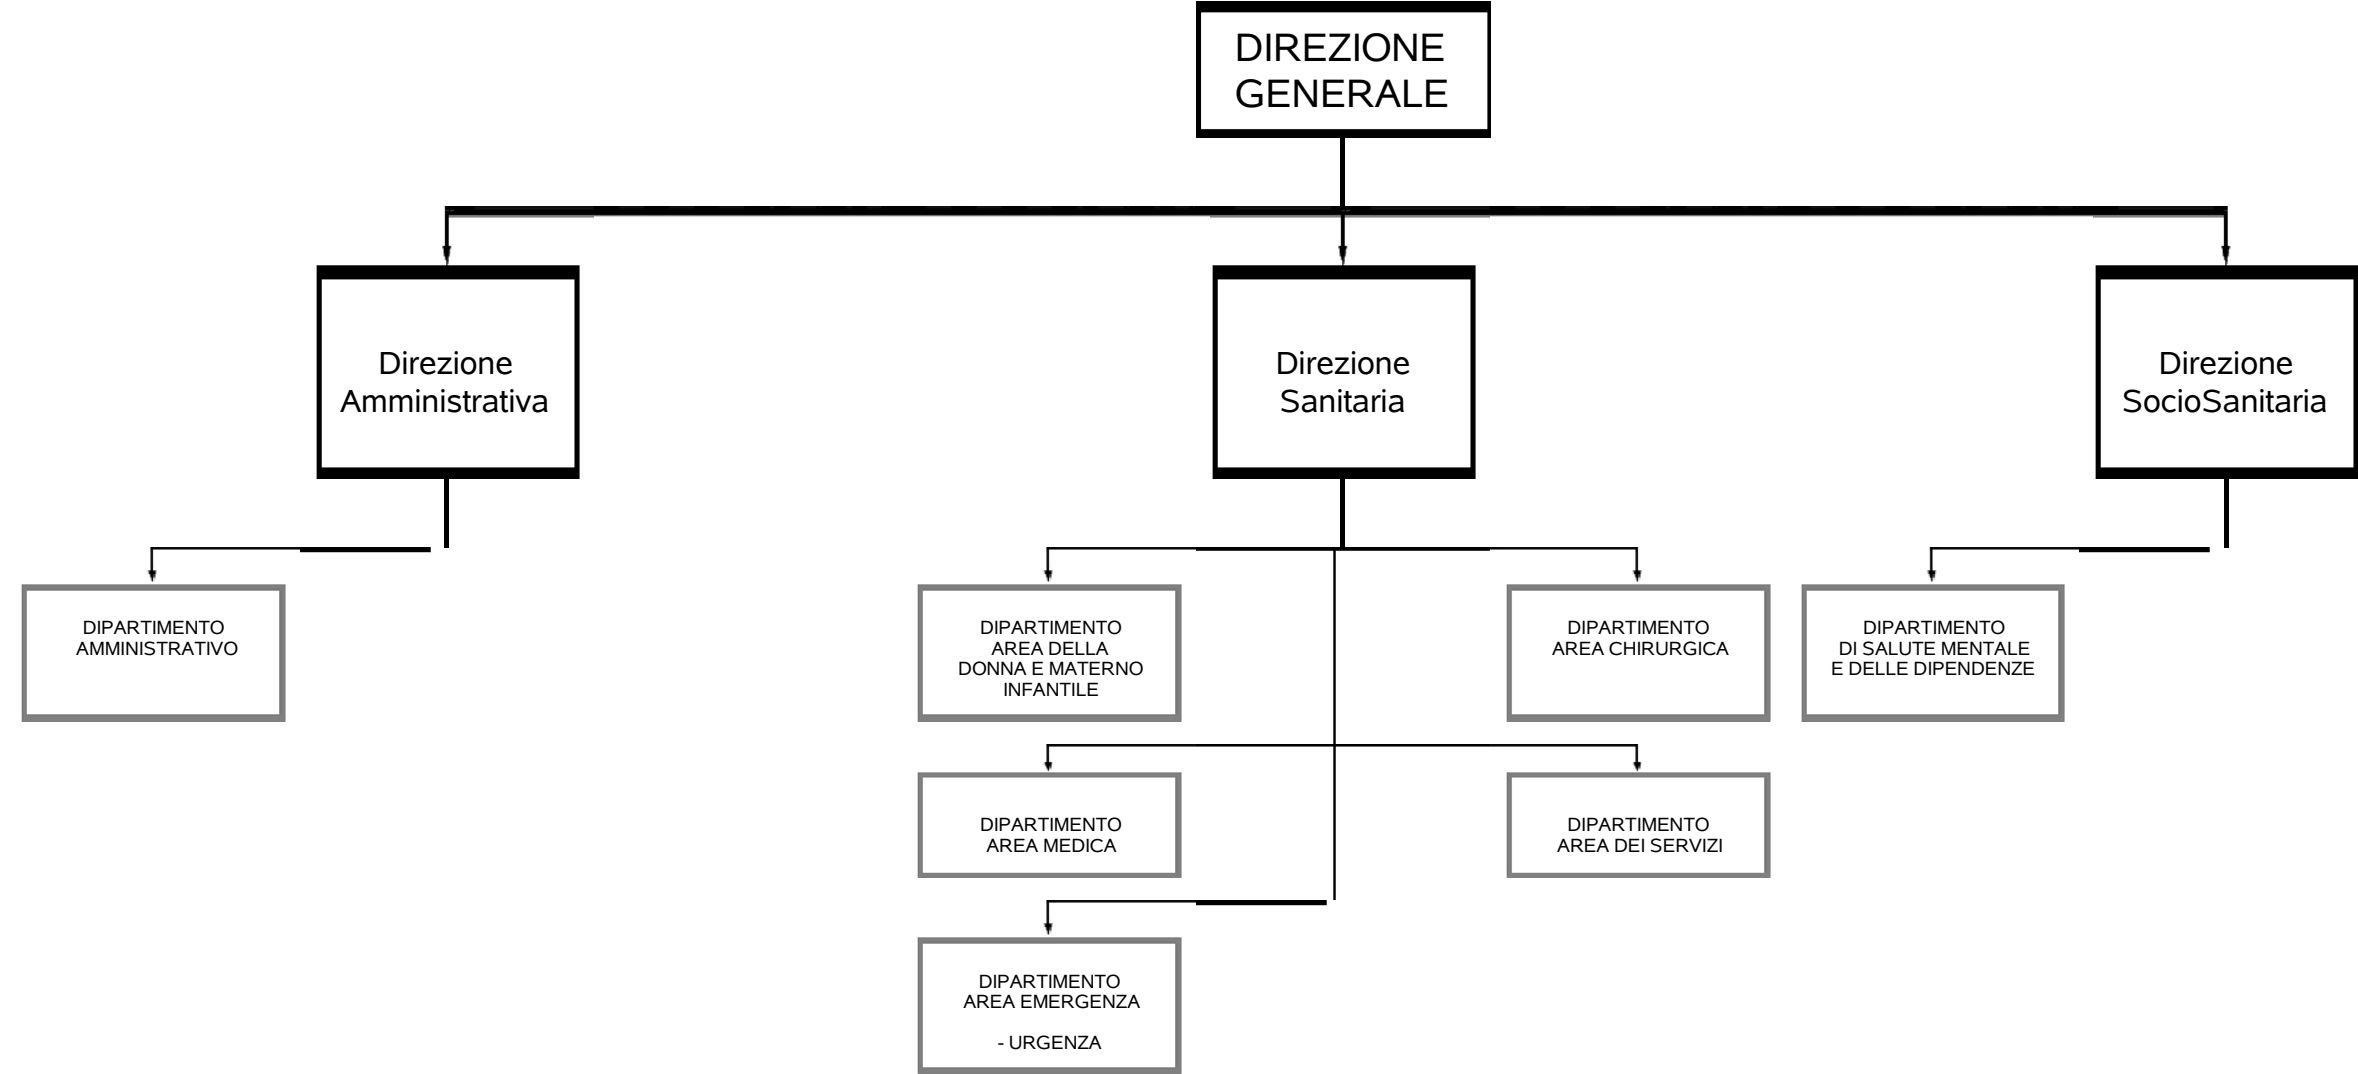 DIREZIONE
GENERALE
Direzione
Amministrativa
Direzione
Sanitaria
Direzione
SocioSanitaria
DIPARTIMENTO
AMMINISTRATIVO
DIPARTIMENTO
AREA DELLA
DONNA E MATERNO
INFANTILE
DIPARTIMENTO
AREA CHIRURGICA
DIPARTIMENTO
DI SALUTE MENTALE
E DELLE DIPENDENZE
DIPARTIMENTO
AREA MEDICA
DIPARTIMENTO
AREA DEI SERVIZI
DIPARTIMENTO
AREA EMERGENZA
- URGENZA